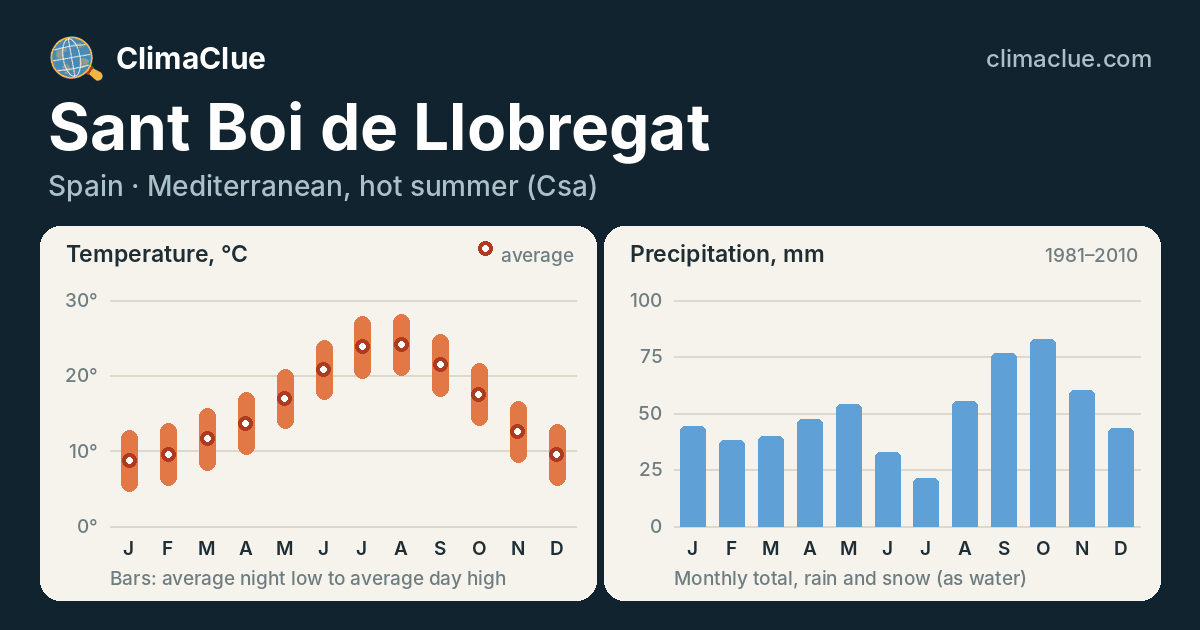 ClimaClue
climaclue.com
Sant Boi de Llobregat
Spain · Mediterranean, hot summer (Csa)
Temperature, °C
average
30°
20°
10°
0°
J F M A M J J A S O N D
Bars: average night low to average day high
Precipitation, mm
1981–2010
100
75
50
25
0
J F M A M J J A S O N D
Monthly total, rain and snow (as water)